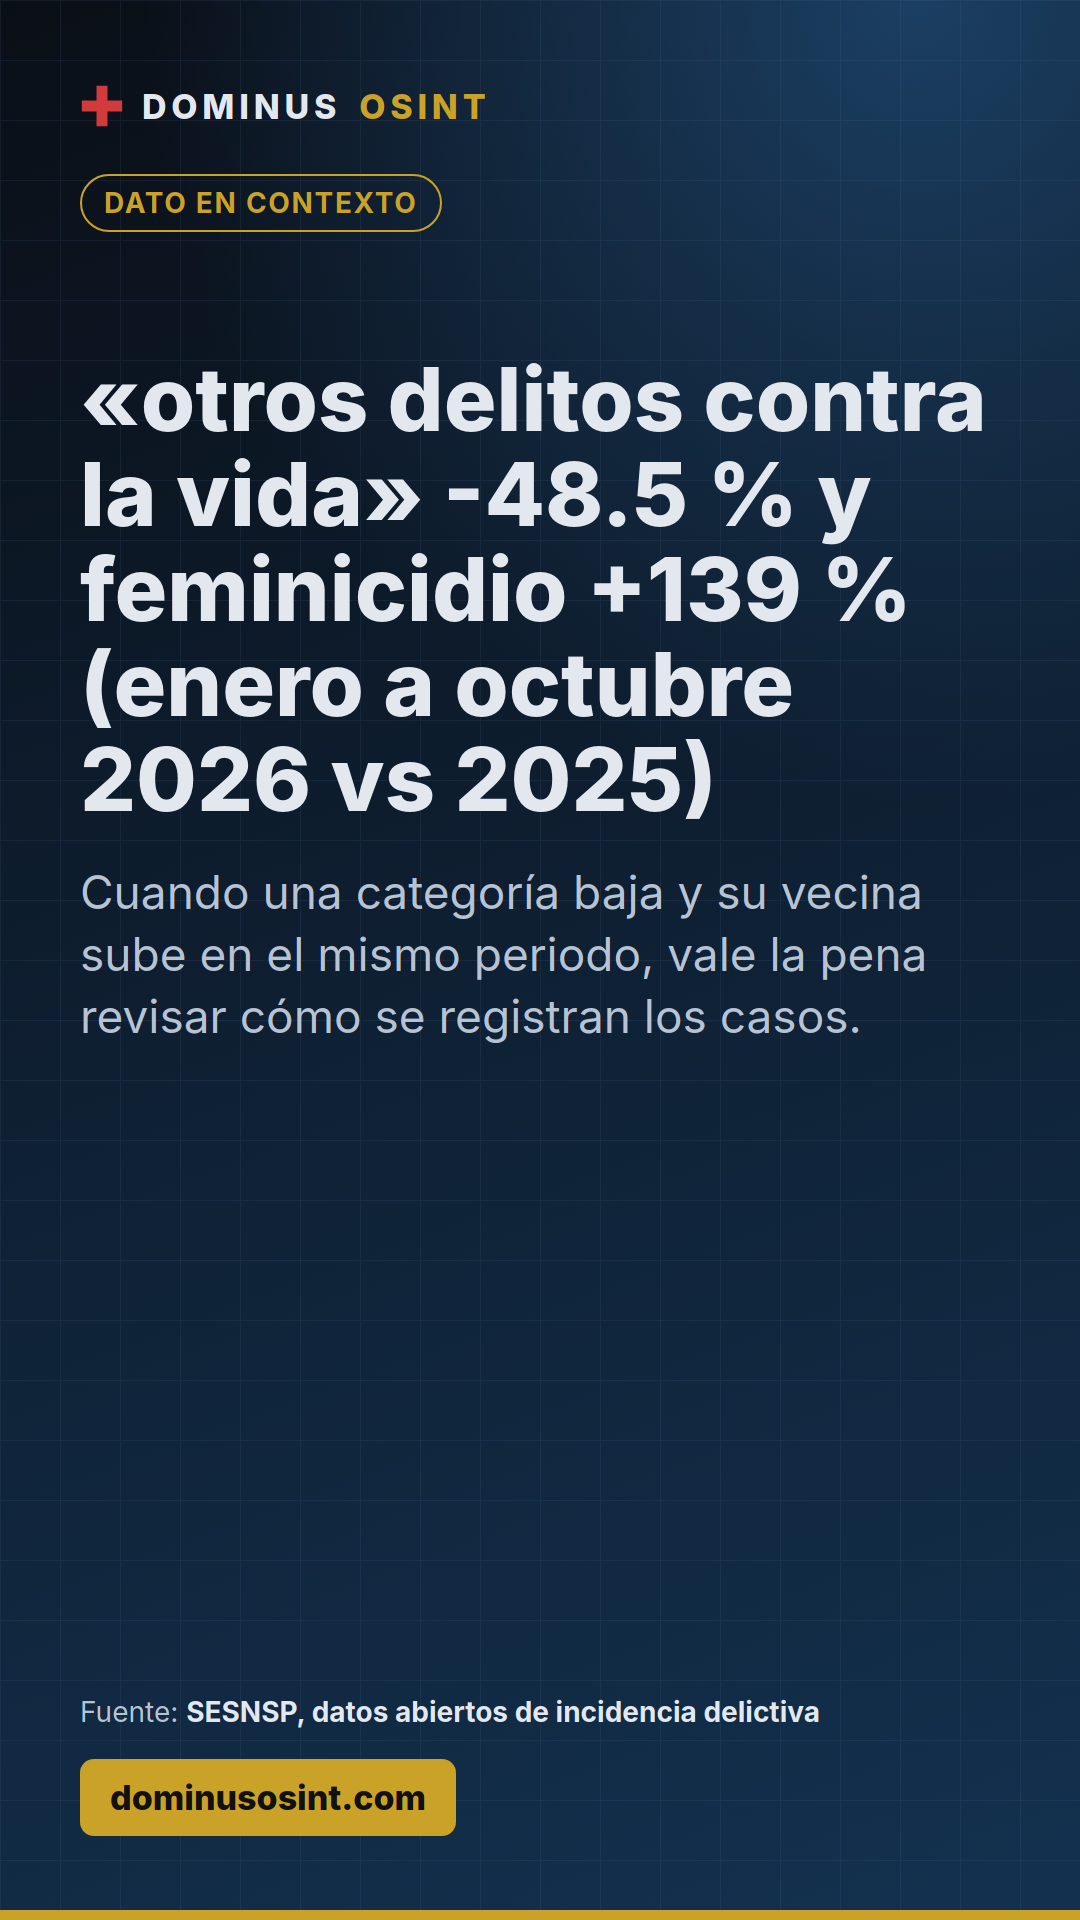 DOMINUS OSINT
DATO EN CONTEXTO
«otros delitos contra
la vida» -48.5 % y
feminicidio +139 %
(enero a octubre
2026 vs 2025)
Cuando una categoría baja y su vecina
sube en el mismo periodo, vale la pena
revisar cómo se registran los casos.
Fuente: SESNSP, datos abiertos de incidencia delictiva
dominusosint.com